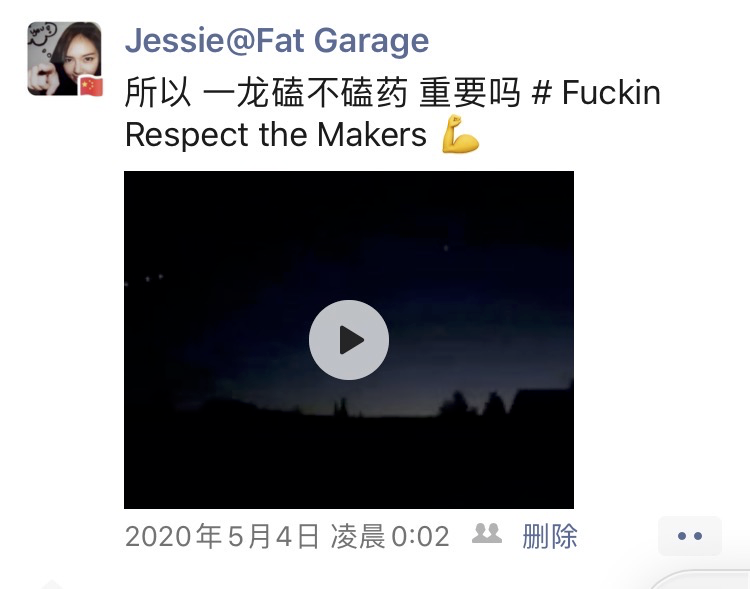 Jessie@Fat Garage
所以 一龙磕不磕药 重要吗 # Fuckin
Respect the Makers 💪
2020年5月4日 凌晨0:02 删除